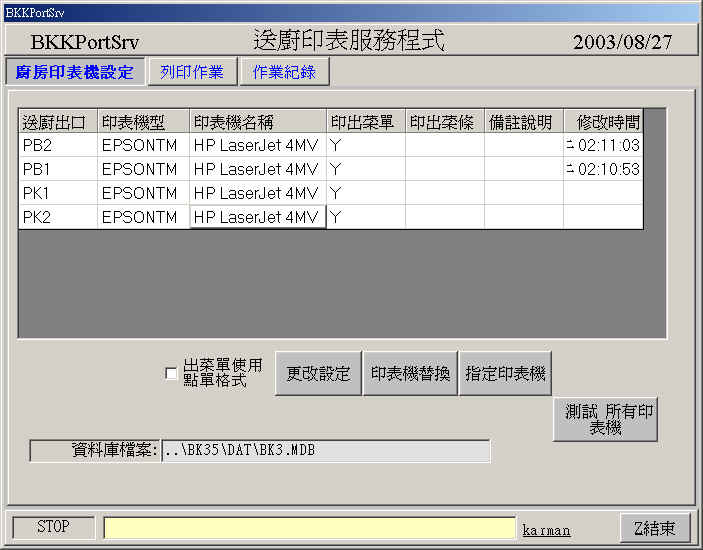 BKKPortSrv
BKKPortSrv 送廚印表服務程式 2003/08/27
廚房印表機設定 列印作業 作業紀錄
送廚出口 印表機型 印表機名稱 印出菜單 印出菜條 備註說明 修改時間
PB2 EPSONTM HP LaserJet 4MV Y 02:11:03
PB1 EPSONTM HP LaserJet 4MV Y 02:10:53
PK1 EPSONTM HP LaserJet 4MV Y
PK2 EPSONTM HP LaserJet 4MV Y
出菜單使用
點單格式
更改設定 印表機替換 指定印表機
測試 所有印
表機
資料庫檔案: ..\BK35\DAT\BK3.MDB
STOP karman Z結束